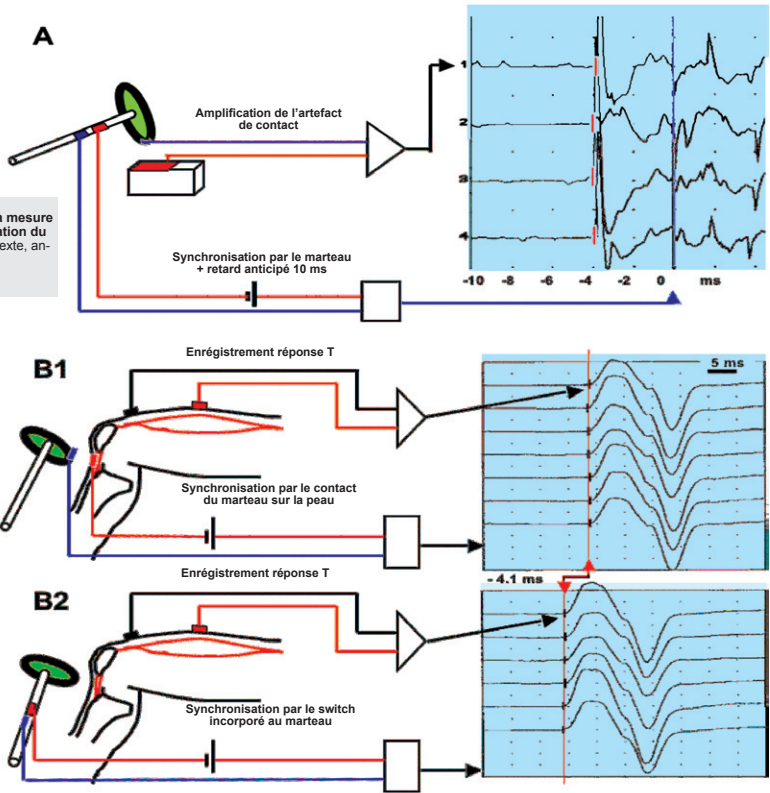 A
Amplification de l'artefact
de contact
1
2
3
4
mesure
ation du
exte, an-
Synchronisation par le marteau
+ retard anticipé 10 ms
-10 -8 -6 -4 -2 0 ms
B1
Enrégistrement réponse T
5 ms
Synchronisation par le contact
du marteau sur la peau
- 4.1 ms
B2
Enrégistrement réponse T
Synchronisation par le switch
incorporé au marteau